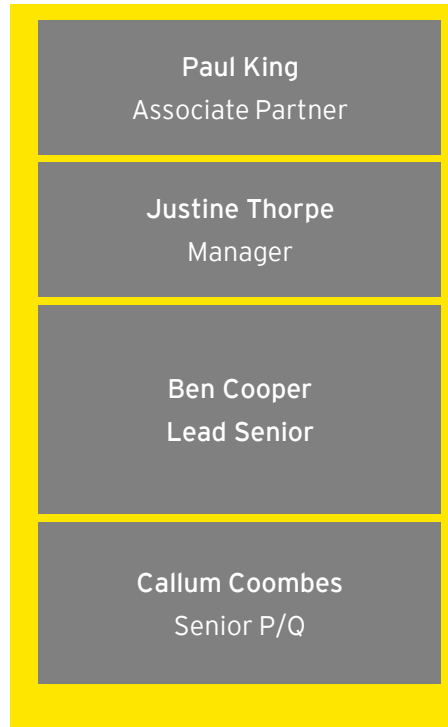 Paul King
Associate Partner
Justine Thorpe
Manager
Ben Cooper
Lead Senior
Callum Coombes
Senior P/Q